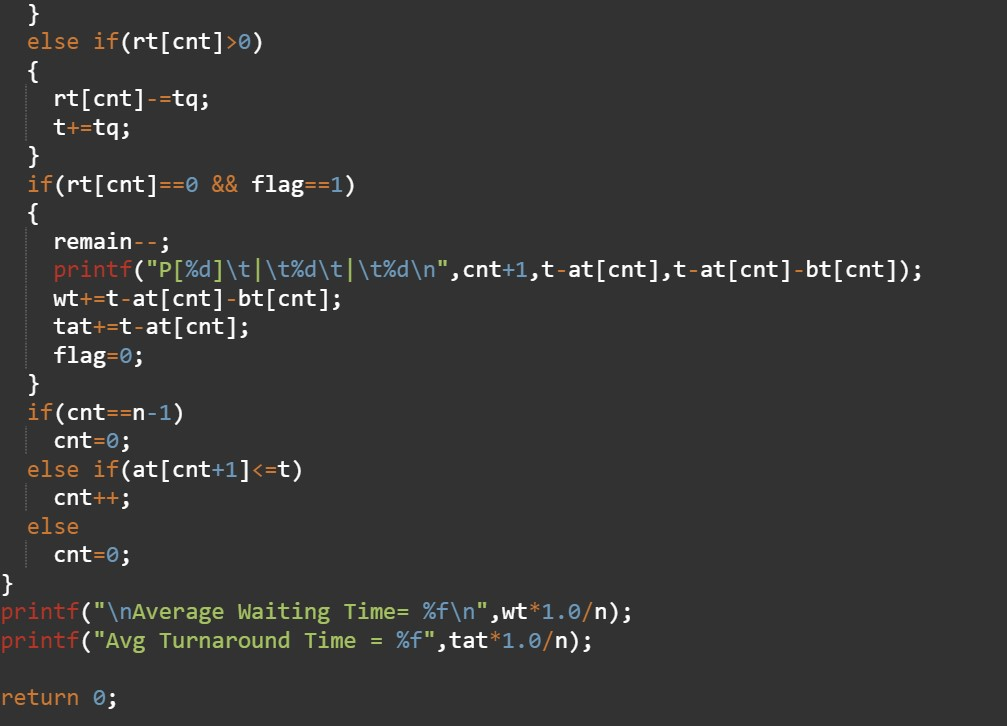 }
else if(rt[cnt]>0)
{
rt[cnt]-=tq;
t+=tq;
}
if(rt[cnt]==0 && flag==1)
{
remain--;
printf("P[%d]\t|\t%d\t|\t%d\n",cnt+1,t-at[cnt],t-at[cnt]-bt[cnt]);
wt+=t-at[cnt]-bt[cnt];
tat+=t-at[cnt];
flag=0;
}
if(cnt==n-1)
cnt=0;
else if(at[cnt+1]<=t)
cnt++;
else
cnt=0;
}
printf("\nAverage Waiting Time= %f\n",wt*1.0/n);
printf("Avg Turnaround Time = %f",tat*1.0/n);
return 0;